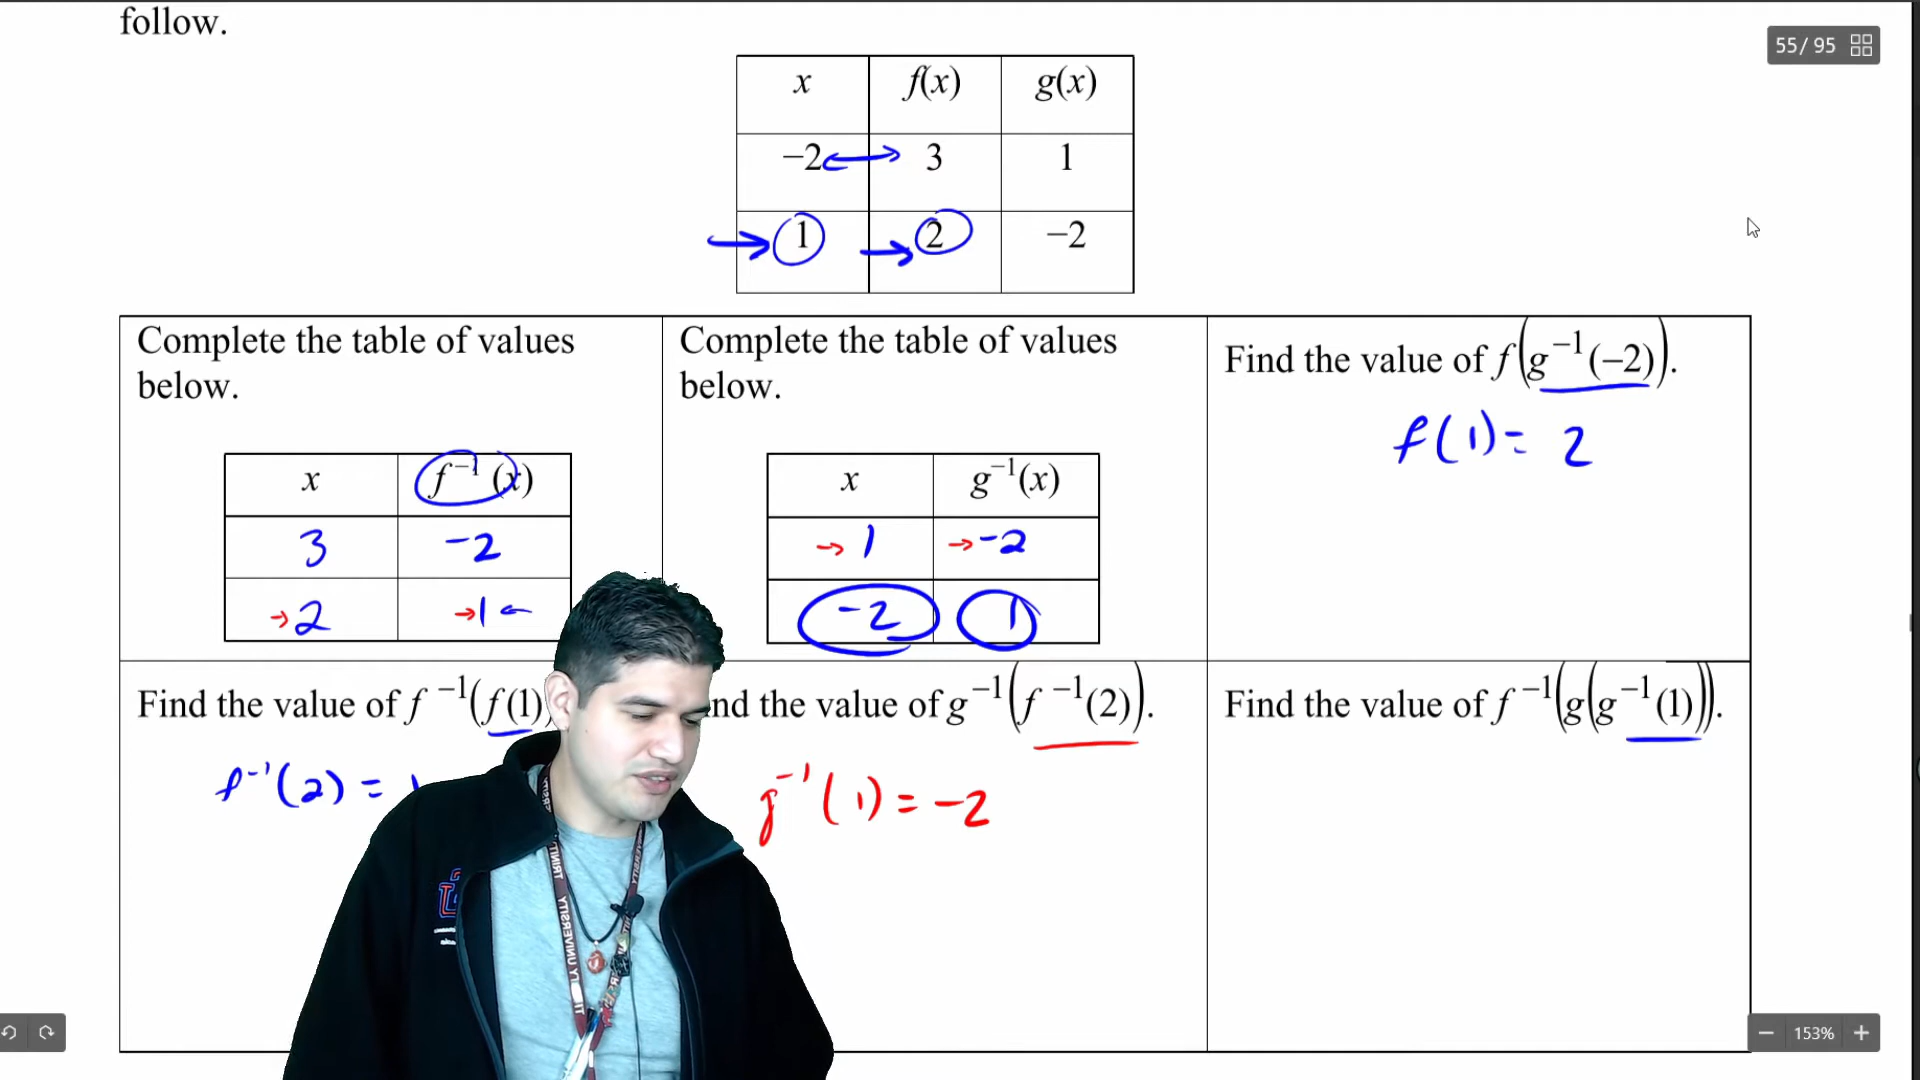 follow.
55/ 95
x f(x) g(x)
−2 3 1
1 2 −2
Complete the table of values
below.
x f⁻¹(x)
3 -2
→2 →1←
Complete the table of values
below.
x g⁻¹(x)
→1 →-2
-2 1
Find the value of f(g⁻¹(−2)).
f(1)= 2
Find the value of f⁻¹(f(1)
f⁻¹(2) =
nd the value of g⁻¹(f⁻¹(2)).
g⁻¹(1) = -2
Find the value of f⁻¹(g(g⁻¹(1))).
TRINITY UNIVERSITY
153%